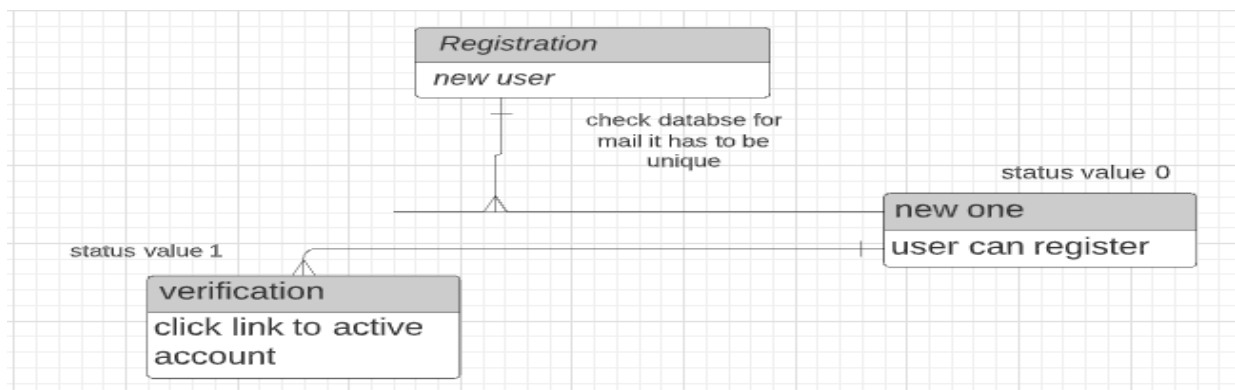 Registration
new user
check databse for
mail it has to be
unique
status value 0
new one
user can register
status value 1
verification
click link to active
account